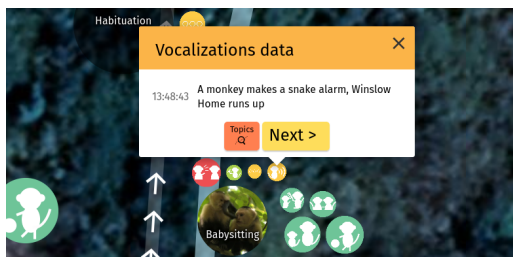 Habituation
Vocalizations data
13:48:43 A monkey makes a snake alarm, Winslow
Home runs up
Topics
Next >
Babysitting